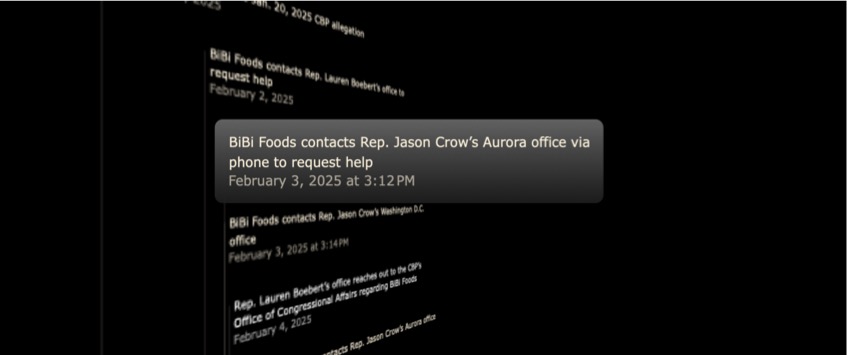 2025
Jan. 20, 2025 CBP allegation
BiBi Foods contacts Rep. Lauren Boebert's office to
request help
February 2, 2025
BiBi Foods contacts Rep. Jason Crow’s Aurora office via
phone to request help
February 3, 2025 at 3:12 PM
BiBi Foods contacts Rep. Jason Crow's Washington D.C.
office
February 3, 2025 at 3:14 PM
Rep. Lauren Boebert's office reaches out to the CBP's
Office of Congressional Affairs regarding BiBi Foods
February 4, 2025
contacts Rep. Jason Crow's Aurora office